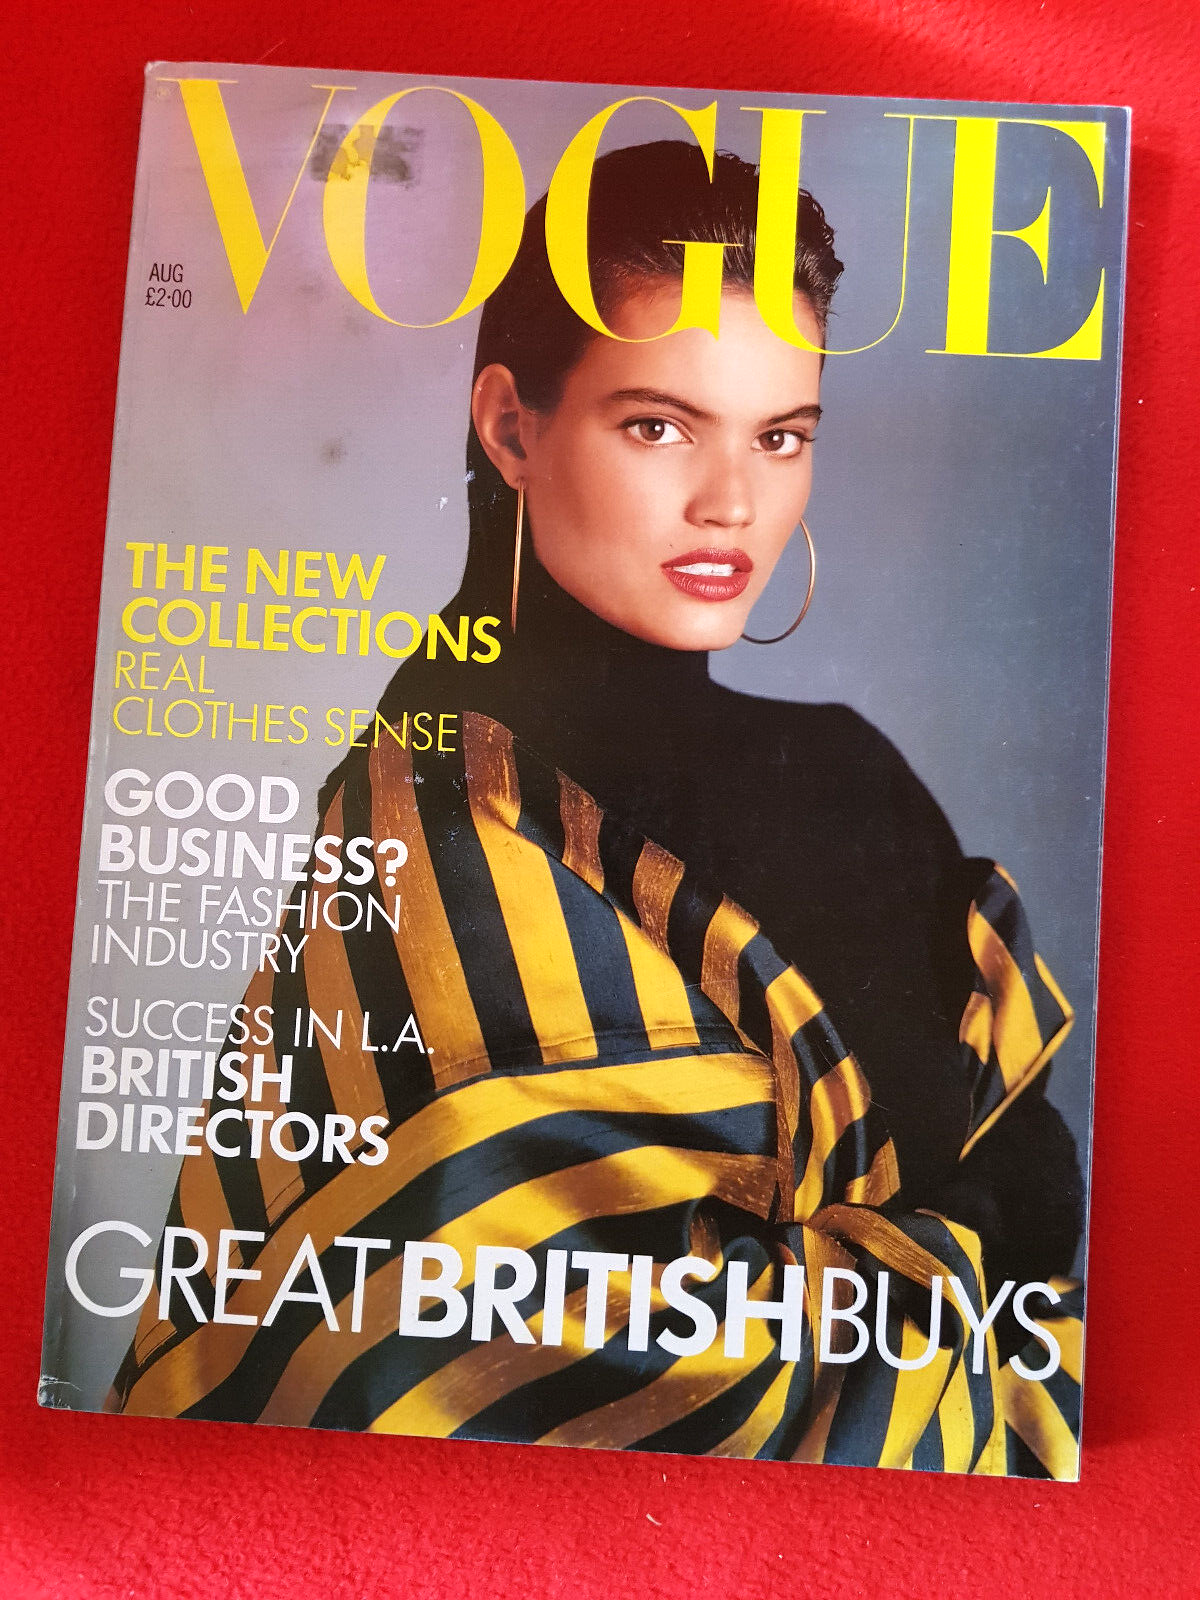 VOGUE
AUG
£2·00
THE NEW
COLLECTIONS
REAL
CLOTHES SENSE
GOOD
BUSINESS?
THE FASHION
INDUSTRY
SUCCESS IN L.A.
BRITISH
DIRECTORS
GREAT BRITISH BUYS